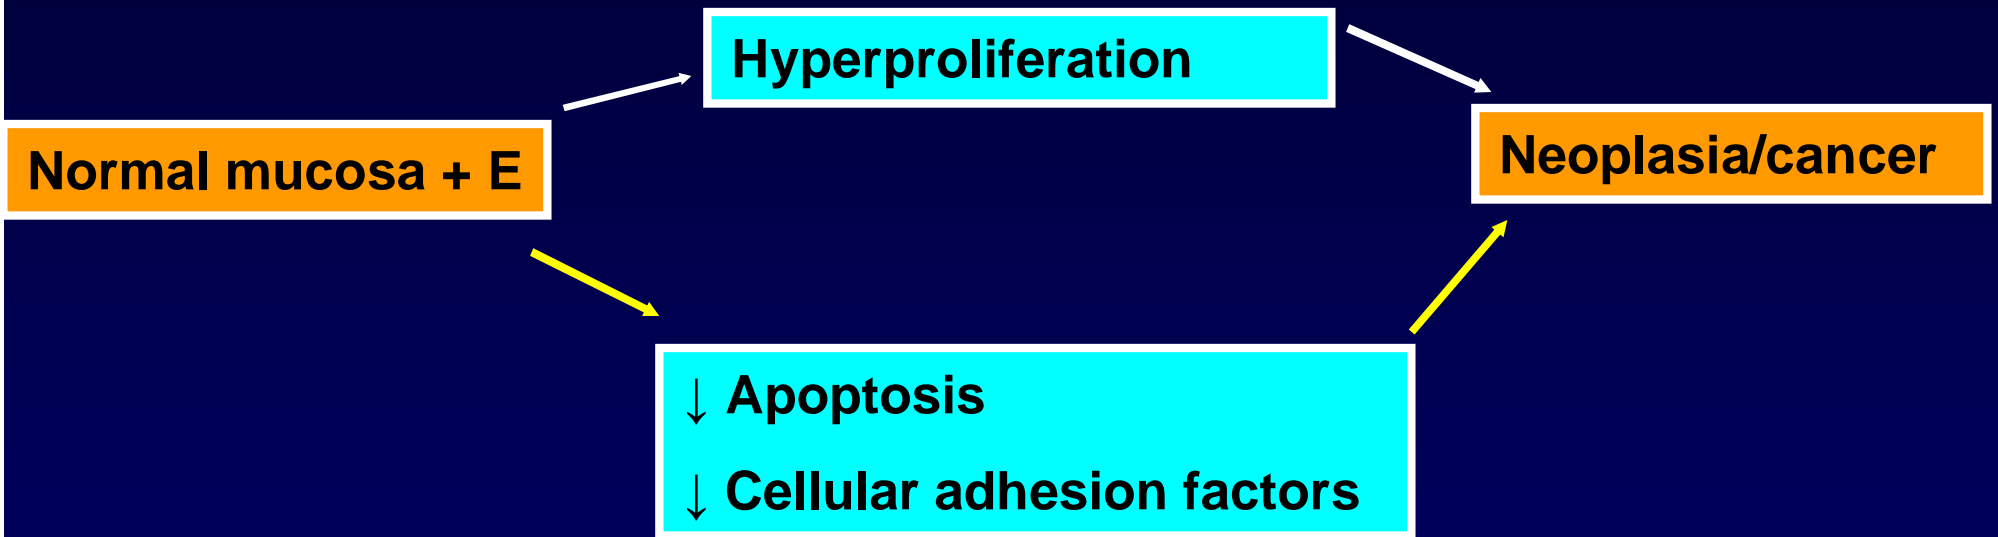 Hyperproliferation
Normal mucosa + E
Neoplasia/cancer
↓ Apoptosis
↓ Cellular adhesion factors